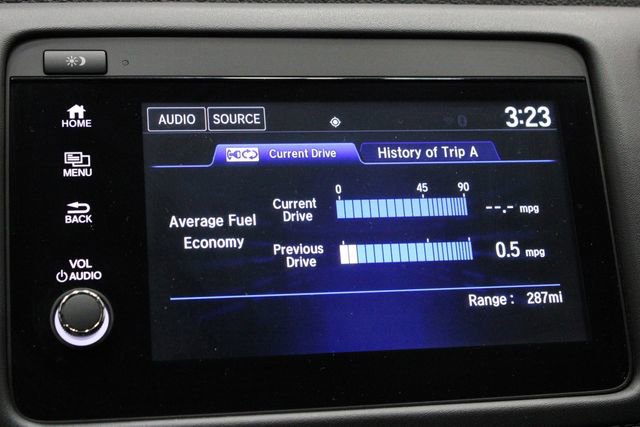 HOME
MENU
BACK
VOL
AUDIO
AUDIO SOURCE 0 3:23
Current Drive History of Trip A
0 45 90
Average Fuel
Economy
Current
Drive
--.- mpg
Previous
Drive
0.5 mpg
Range : 287mi